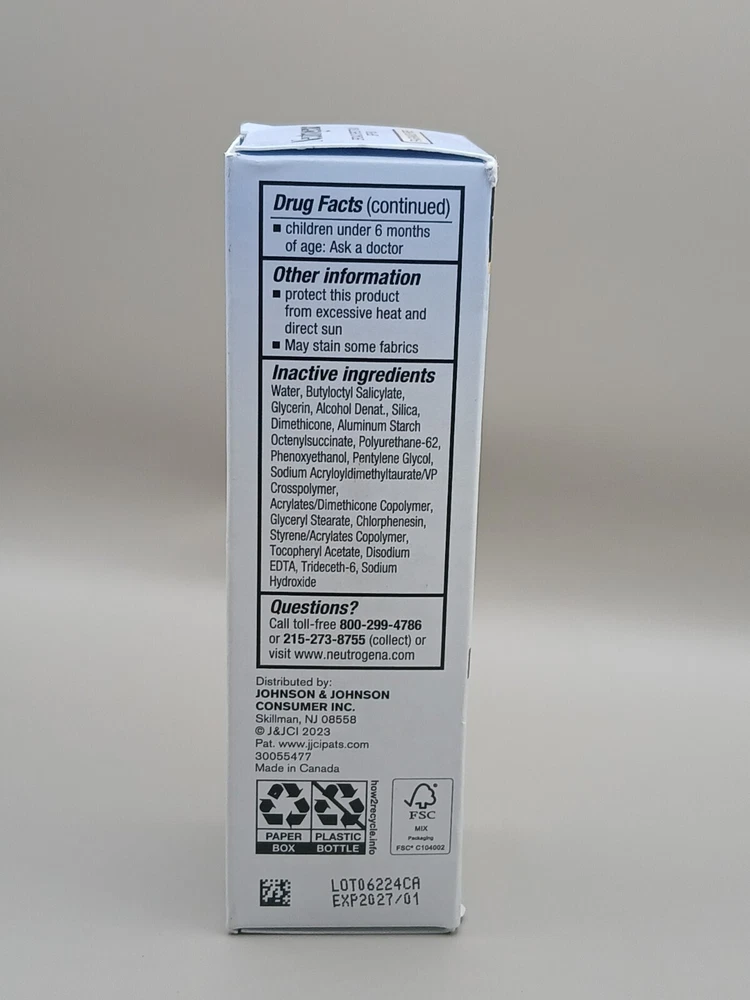 Drug Facts (continued)
■ children under 6 months
of age: Ask a doctor
Other information
■ protect this product
from excessive heat and
direct sun
■ May stain some fabrics
Inactive ingredients
Water, Butyloctyl Salicylate,
Glycerin, Alcohol Denat., Silica,
Dimethicone, Aluminum Starch
Octenylsuccinate, Polyurethane-62,
Phenoxyethanol, Pentylene Glycol,
Sodium Acryloyldimethyltaurate/VP
Crosspolymer,
Acrylates/Dimethicone Copolymer,
Glyceryl Stearate, Chlorphenesin,
Styrene/Acrylates Copolymer,
Tocopheryl Acetate, Disodium
EDTA, Trideceth-6, Sodium
Hydroxide
Questions?
Call toll-free 800-299-4786
or 215-273-8755 (collect) or
visit www.neutrogena.com
Distributed by:
JOHNSON & JOHNSON
CONSUMER INC.
Skillman, NJ 08558
© J&JCI 2023
Pat. www.jjcipats.com
30055477
Made in Canada
PAPER PLASTIC
BOX BOTTLE
how2recycle.info
FSC
MIX
Packaging
FSC® C104002
LOT06224CA
EXP2027/01